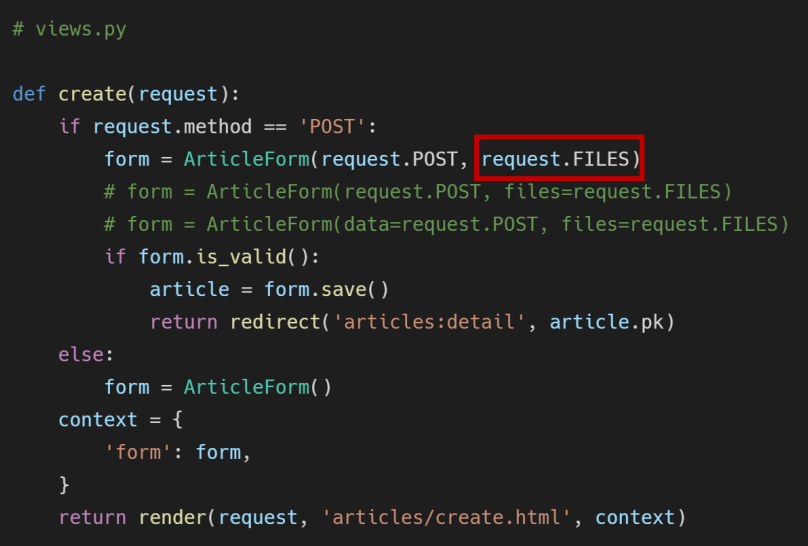 # views.py
def create(request):
    if request.method == 'POST':
        form = ArticleForm(request.POST, request.FILES)
        # form = ArticleForm(request.POST, files=request.FILES)
        # form = ArticleForm(data=request.POST, files=request.FILES)
        if form.is_valid():
            article = form.save()
            return redirect('articles:detail', article.pk)
    else:
        form = ArticleForm()
    context = {
        'form': form,
    }
    return render(request, 'articles/create.html', context)